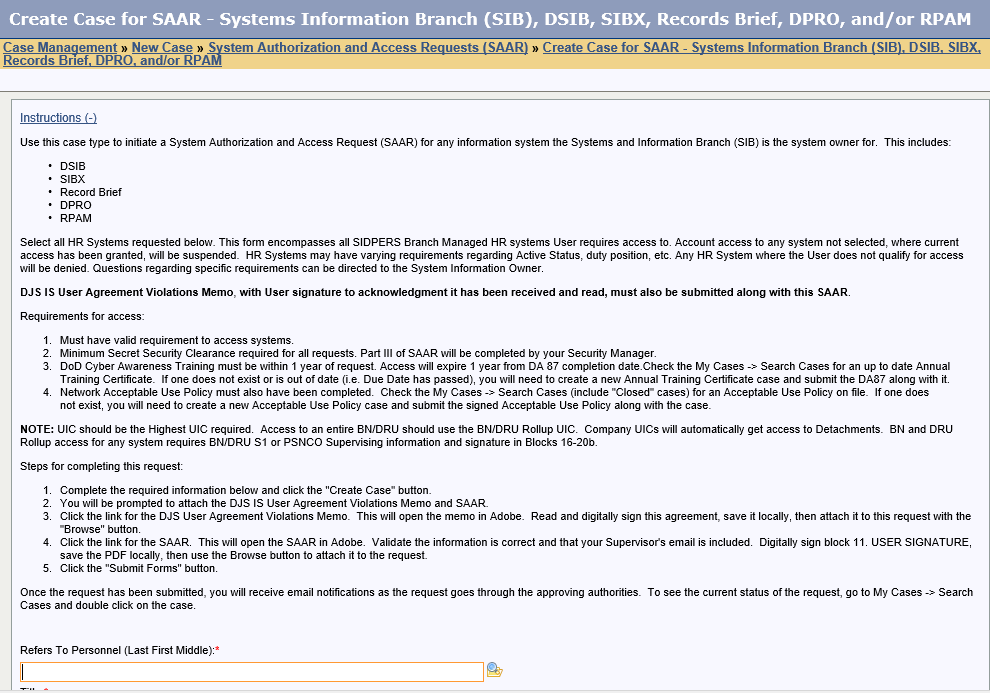 Create Case for SAAR - Systems Information Branch (SIB), DSIB, SIBX, Records Brief, DPRO, and/or RPAM
Case Management » New Case » System Authorization and Access Requests (SAAR) » Create Case for SAAR - Systems Information Branch (SIB), DSIB, SIBX,
Records Brief, DPRO, and/or RPAM
Instructions (-)
Use this case type to initiate a System Authorization and Access Request (SAAR) for any information system the Systems and Information Branch (SIB) is the system owner for.  This includes:
• DSIB
• SIBX
• Record Brief
• DPRO
• RPAM
Select all HR Systems requested below. This form encompasses all SIDPERS Branch Managed HR systems User requires access to. Account access to any system not selected, where current
access has been granted, will be suspended.  HR Systems may have varying requirements regarding Active Status, duty position, etc. Any HR System where the User does not qualify for access
will be denied. Questions regarding specific requirements can be directed to the System Information Owner.
DJS IS User Agreement Violations Memo, with User signature to acknowledgment it has been received and read, must also be submitted along with this SAAR.
Requirements for access:
1. Must have valid requirement to access systems.
2. Minimum Secret Security Clearance required for all requests. Part III of SAAR will be completed by your Security Manager.
3. DoD Cyber Awareness Training must be within 1 year of request. Access will expire 1 year from DA 87 completion date.Check the My Cases -> Search Cases for an up to date Annual
Training Certificate.  If one does not exist or is out of date (i.e. Due Date has passed), you will need to create a new Annual Training Certificate case and submit the DA87 along with it.
4. Network Acceptable Use Policy must also have been completed.  Check the My Cases -> Search Cases (include "Closed" cases) for an Acceptable Use Policy on file.  If one does
not exist, you will need to create a new Acceptable Use Policy case and submit the signed Acceptable Use Policy along with the case.
NOTE: UIC should be the Highest UIC required.  Access to an entire BN/DRU should use the BN/DRU Rollup UIC.  Company UICs will automatically get access to Detachments.  BN and DRU
Rollup access for any system requires BN/DRU S1 or PSNCO Supervising information and signature in Blocks 16-20b.
Steps for completing this request:
1. Complete the required information below and click the "Create Case" button.
2. You will be prompted to attach the DJS IS User Agreement Violations Memo and SAAR.
3. Click the link for the DJS User Agreement Violations Memo.  This will open the memo in Adobe.  Read and digitally sign this agreement, save it locally, then attach it to this request with the
"Browse" button.
4. Click the link for the SAAR.  This will open the SAAR in Adobe.  Validate the information is correct and that your Supervisor's email is included.  Digitally sign block 11. USER SIGNATURE,
save the PDF locally, then use the Browse button to attach it to the request.
5. Click the "Submit Forms" button.
Once the request has been submitted, you will receive email notifications as the request goes through the approving authorities.  To see the current status of the request, go to My Cases -> Search
Cases and double click on the case.
Refers To Personnel (Last First Middle):*